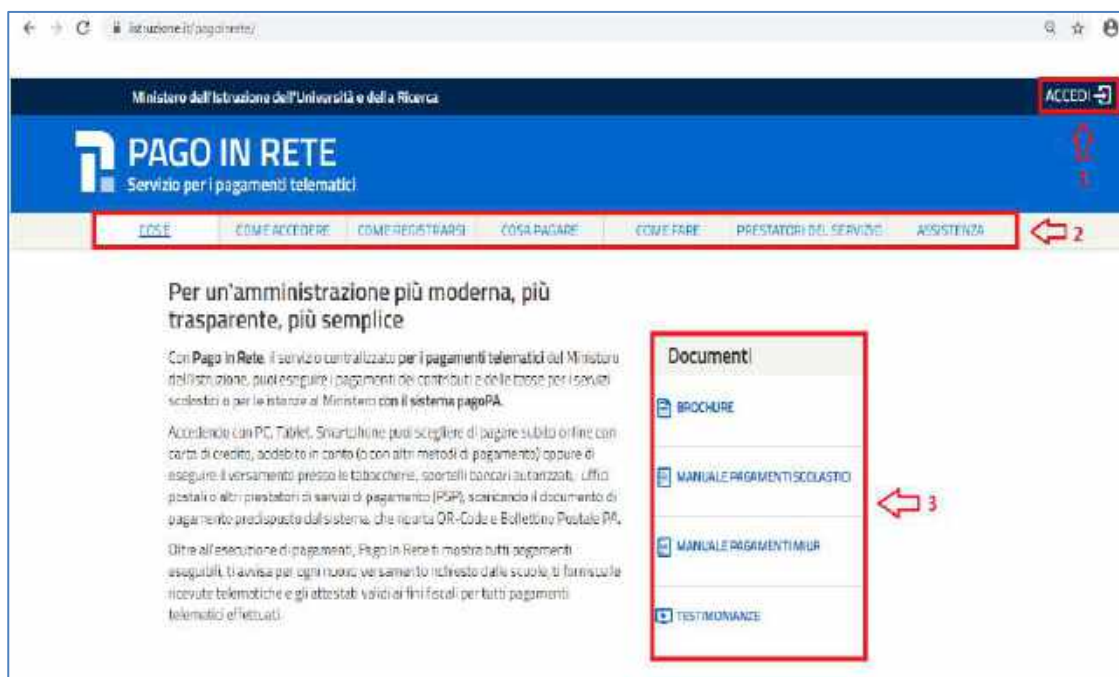 istruzione.it/pagoinrete/
Ministero dell'Istruzione dell'Università e della Ricerca
ACCEDI
PAGO IN RETE
Servizio per i pagamenti telematici
1
COS'È COME ACCEDERE COME REGISTRARSI COSA PAGARE COME FARE PRESTATORI DEL SERVIZIO ASSISTENZA
2
Per un'amministrazione più moderna, più
trasparente, più semplice
Con Pago In Rete, il servizio centralizzato per i pagamenti telematici del Ministero
dell'Istruzione, puoi eseguire i pagamenti dei contributi e delle tasse per i servizi
scolastici o per le istanze al Ministero con il sistema pagoPA.
Accedendo con PC, Tablet, Smartphone puoi scegliere di pagare subito online con
carta di credito, addebito in conto (o con altri metodi di pagamento) oppure di
eseguire il versamento presso le tabaccherie, sportelli bancari autorizzati, uffici
postali o altri prestatori di servizi di pagamento (PSP), scaricando il documento di
pagamento predisposto dal sistema, che riporta QR-Code e Bollettino Postale PA.
Oltre all'esecuzione di pagamenti, Pago In Rete ti mostra tutti pagamenti
eseguibili, ti avvisa per ogni nuovo versamento richiesto dalle scuole, ti fornisce le
ricevute telematiche e gli attestati validi ai fini fiscali per tutti pagamenti
telematici effettuati.
Documenti
BROCHURE
MANUALE PAGAMENTI SCOLASTICI
MANUALE PAGAMENTI MIUR
TESTIMONIANZE
3